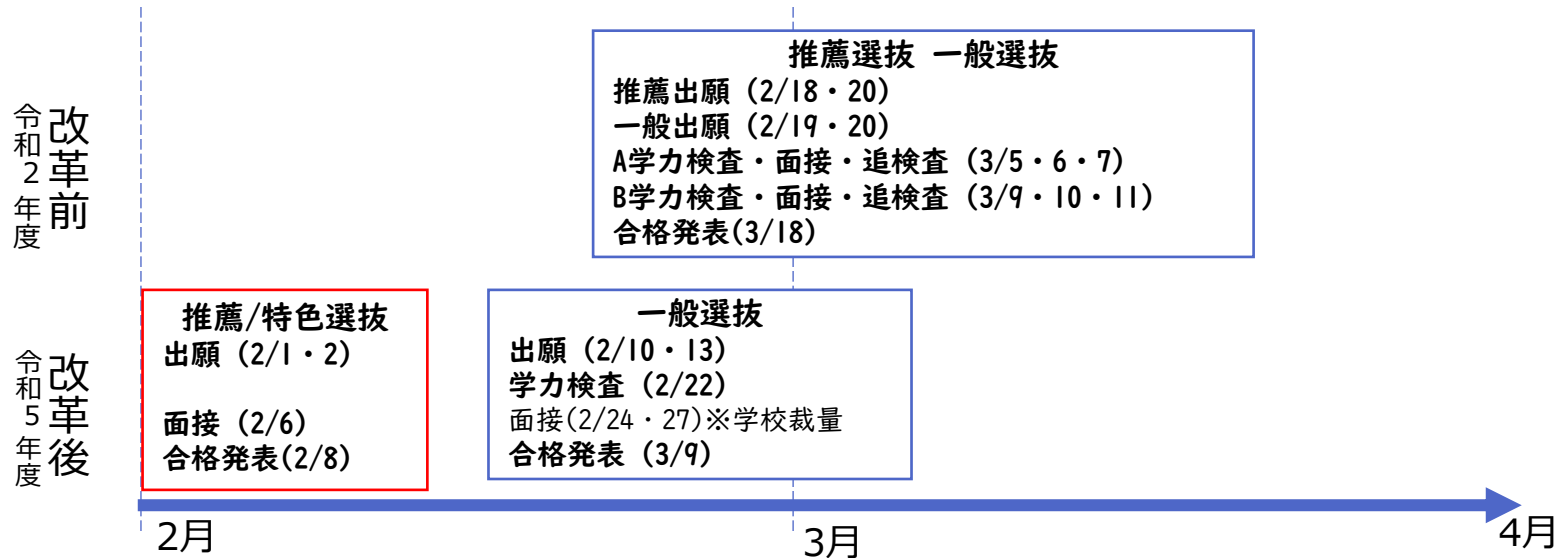 改革前
令和2年度
推薦選抜 一般選抜
推薦出願（2/18・20）
一般出願（2/19・20）
A学力検査・面接・追検査（3/5・6・7）
B学力検査・面接・追検査（3/9・10・11）
合格発表(3/18)
改革後
令和5年度
推薦/特色選抜
出願（2/1・2）
面接（2/6）
合格発表(2/8)
一般選抜
出願（2/10・13）
学力検査（2/22）
面接(2/24・27)※学校裁量
合格発表（3/9）
2月
3月
4月